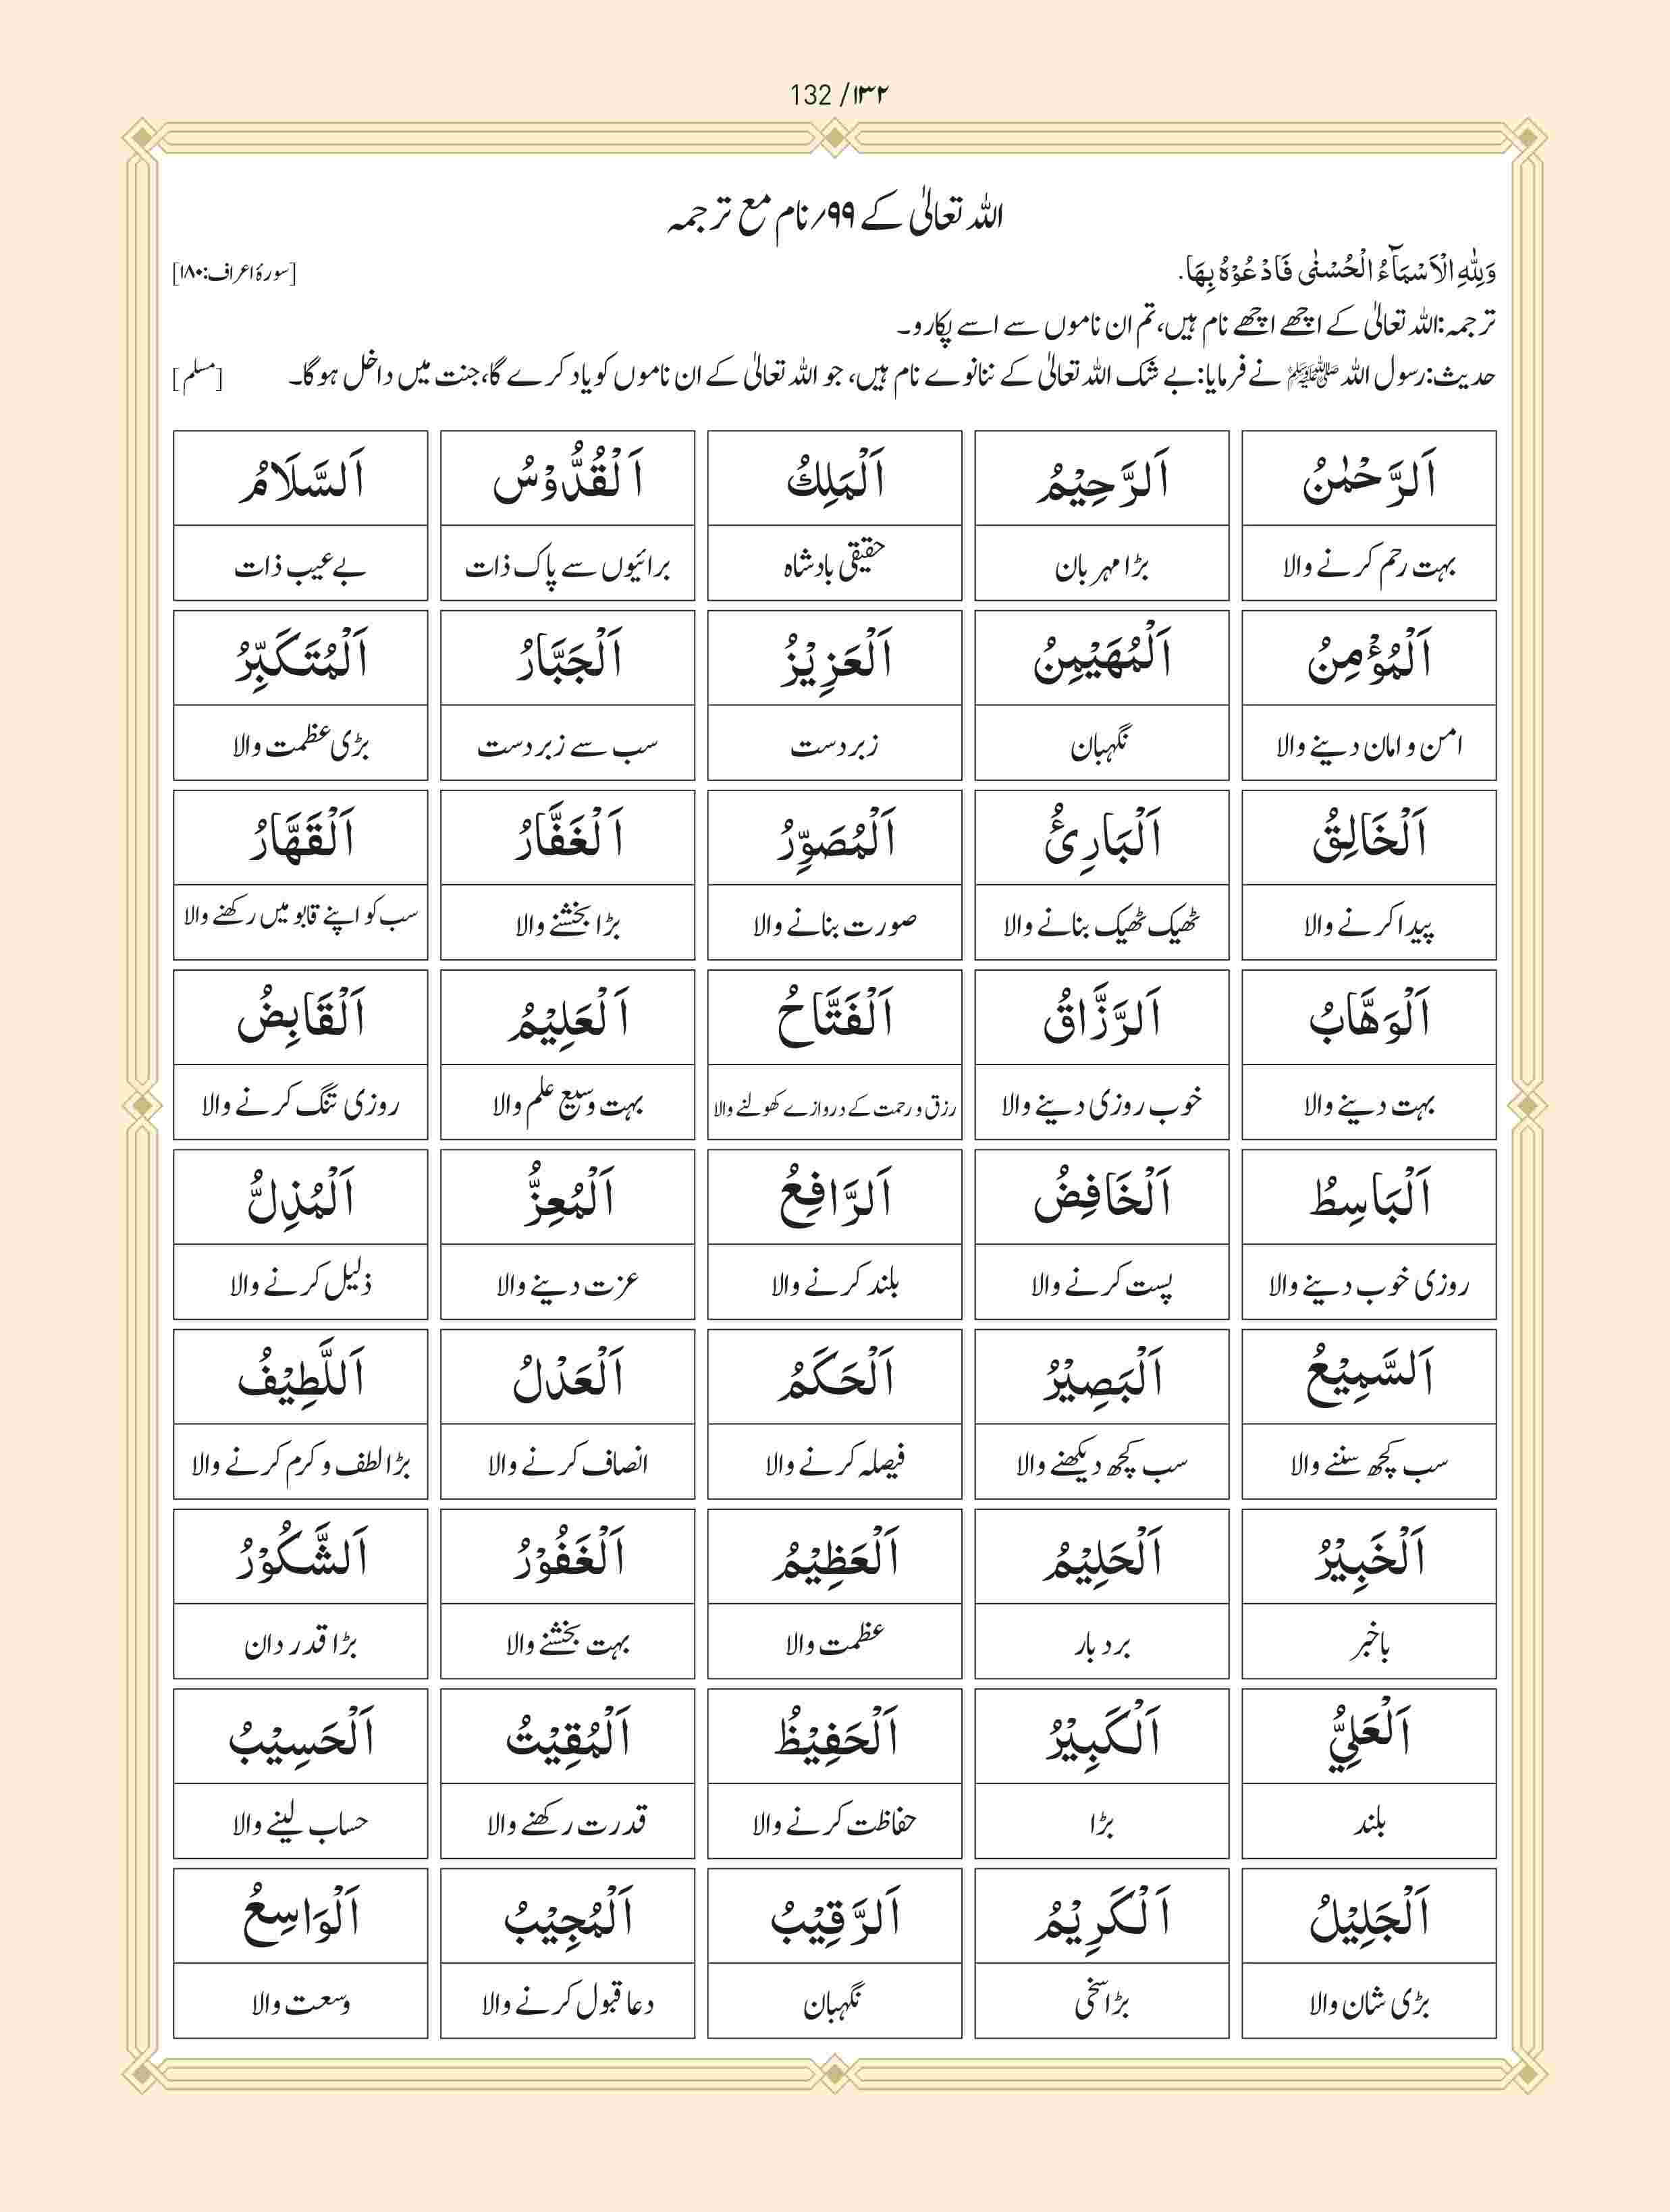 132 /۱۳۲
اللہ تعالیٰ کے ۹۹؍نام مع ترجمہ
وَلِلّٰهِ الْاَسْمَآءُ الْحُسْنٰى فَادْعُوْهُ بِهَا. [سورۂ اعراف:۱۸۰]
ترجمہ:اللہ تعالیٰ کے اچھے اچھے نام ہیں،تم ان ناموں سے اسے پکارو۔
حدیث:رسول اللہ ﷺ نے فرمایا:بے شک اللہ تعالیٰ کے ننانوے نام ہیں، جو اللہ تعالیٰ کے ان ناموں کو یاد کرے گا،جنت میں داخل ہوگا۔ [مسلم]
اَلرَّحْمٰنُ اَلرَّحِيْمُ اَلْمَلِكُ اَلْقُدُّوْسُ اَلسَّلَامُ
بہت رحم کرنے والا بڑا مہربان حقیقی بادشاہ برائیوں سے پاک ذات بے عیب ذات
اَلْمُؤْمِنُ اَلْمُهَيْمِنُ اَلْعَزِيْزُ اَلْجَبَّارُ اَلْمُتَكَبِّرُ
امن و امان دینے والا نگہبان زبردست سب سے زبردست بڑی عظمت والا
اَلْخَالِقُ اَلْبَارِئُ اَلْمُصَوِّرُ اَلْغَفَّارُ اَلْقَهَّارُ
پیدا کرنے والا ٹھیک ٹھیک بنانے والا صورت بنانے والا بڑا بخشنے والا سب کو اپنے قابو میں رکھنے والا
اَلْوَهَّابُ اَلرَّزَّاقُ اَلْفَتَّاحُ اَلْعَلِيْمُ اَلْقَابِضُ
بہت دینے والا خوب روزی دینے والا رزق و رحمت کے دروازے کھولنے والا بہت وسیع علم والا روزی تنگ کرنے والا
اَلْبَاسِطُ اَلْخَافِضُ اَلرَّافِعُ اَلْمُعِزُّ اَلْمُذِلُّ
روزی خوب دینے والا پست کرنے والا بلند کرنے والا عزت دینے والا ذلیل کرنے والا
اَلسَّمِيْعُ اَلْبَصِيْرُ اَلْحَكَمُ اَلْعَدْلُ اَللَّطِيْفُ
سب کچھ سننے والا سب کچھ دیکھنے والا فیصلہ کرنے والا انصاف کرنے والا بڑا لطف و کرم کرنے والا
اَلْخَبِيْرُ اَلْحَلِيْمُ اَلْعَظِيْمُ اَلْغَفُوْرُ اَلشَّكُوْرُ
باخبر بردبار عظمت والا بہت بخشنے والا بڑا قدردان
اَلْعَلِيُّ اَلْكَبِيْرُ اَلْحَفِيْظُ اَلْمُقِيْتُ اَلْحَسِيْبُ
بلند بڑا حفاظت کرنے والا قدرت رکھنے والا حساب لینے والا
اَلْجَلِيْلُ اَلْكَرِيْمُ اَلرَّقِيْبُ اَلْمُجِيْبُ اَلْوَاسِعُ
بڑی شان والا بڑا سخی نگہبان دعا قبول کرنے والا وسعت والا